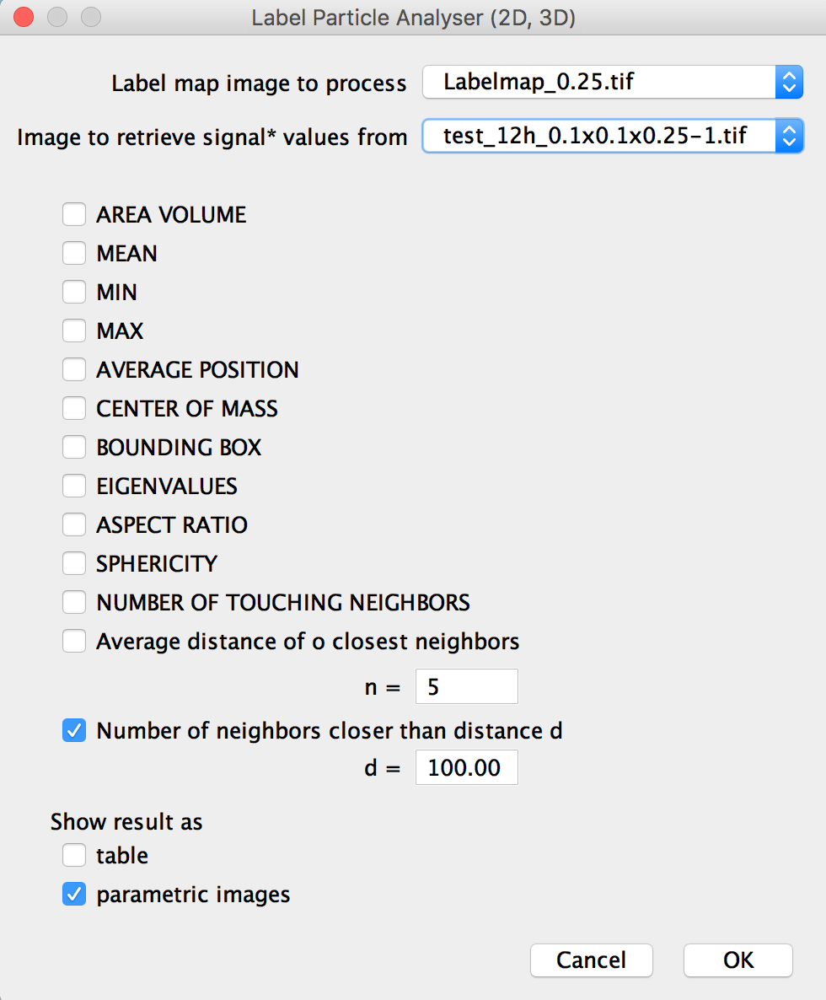 Label Particle Analyser (2D, 3D)
Label map image to process Labelmap_0.25.tif
Image to retrieve signal* values from test_12h_0.1x0.1x0.25-1.tif
AREA VOLUME
MEAN
MIN
MAX
AVERAGE POSITION
CENTER OF MASS
BOUNDING BOX
EIGENVALUES
ASPECT RATIO
SPHERICITY
NUMBER OF TOUCHING NEIGHBORS
Average distance of o closest neighbors
n = 5
Number of neighbors closer than distance d
d = 100.00
Show result as
table
parametric images
Cancel OK